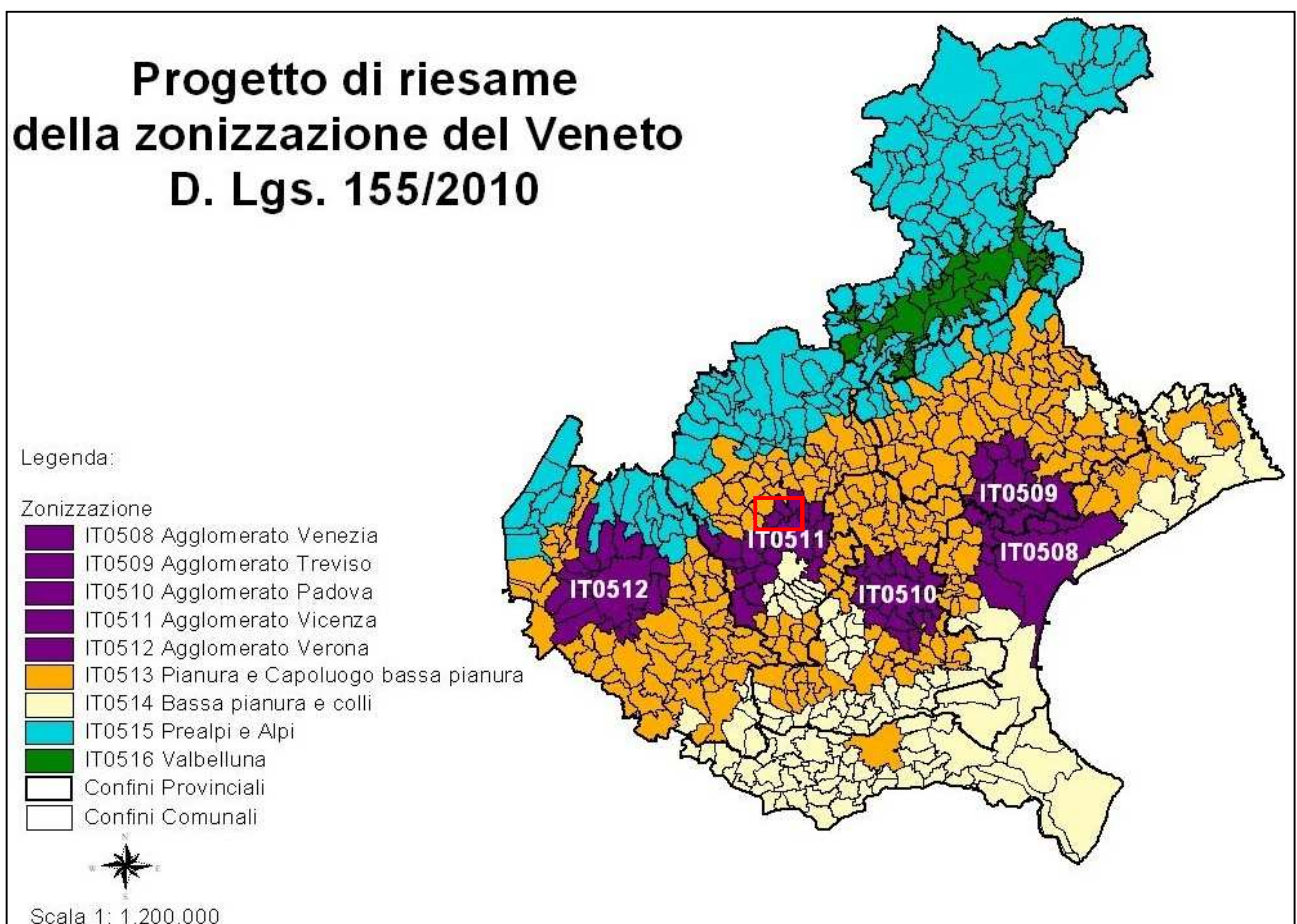 Progetto di riesame
della zonizzazione del Veneto
D. Lgs. 155/2010
Legenda:
Zonizzazione
IT0508 Agglomerato Venezia
IT0509 Agglomerato Treviso
IT0510 Agglomerato Padova
IT0511 Agglomerato Vicenza
IT0512 Agglomerato Verona
IT0513 Pianura e Capoluogo bassa pianura
IT0514 Bassa pianura e colli
IT0515 Prealpi e Alpi
IT0516 Valbelluna
Confini Provinciali
Confini Comunali
N
W E
S
Scala 1: 1.200.000
IT0509
IT0511
IT0508
IT0512
IT0510